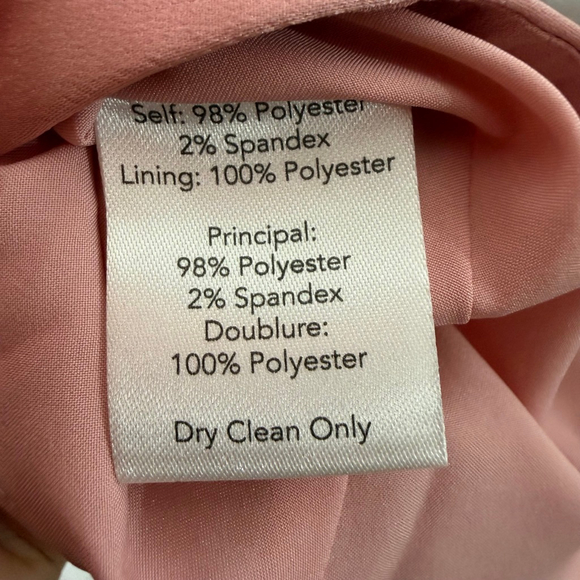 Self: 98% Polyester
2% Spandex
Lining: 100% Polyester
Principal:
98% Polyester
2% Spandex
Doublure:
100% Polyester
Dry Clean Only